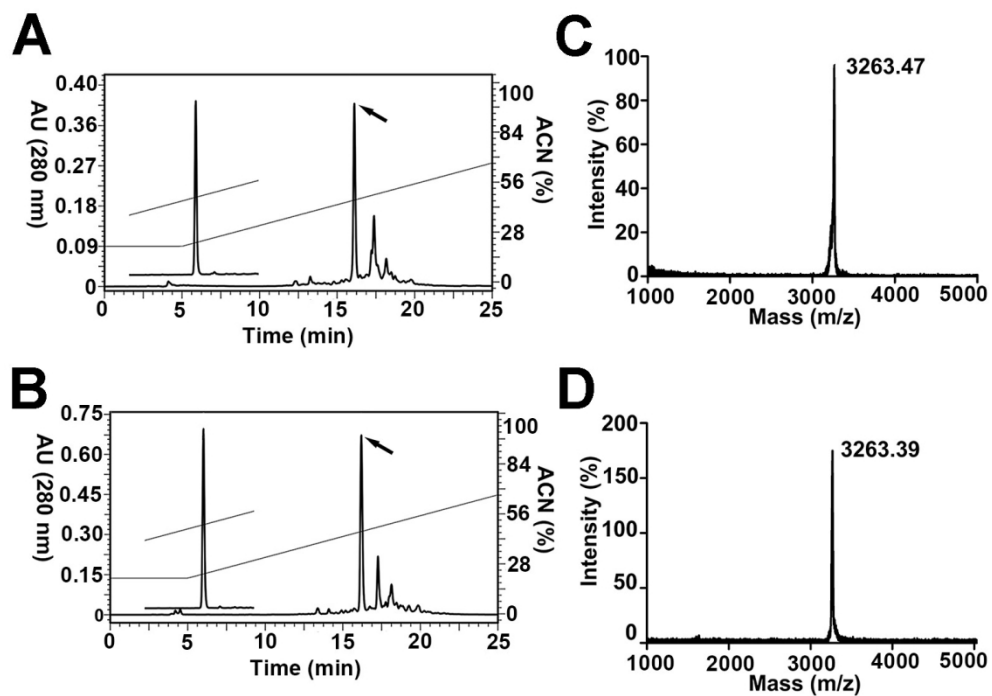 A
AU (280 nm)
0.40
0.36
0.27
0.18
0.09
0
100
84
56
28
0
ACN (%)
0 5 10 15 20 25
Time (min)
C
Intensity (%)
100
80
60
40
20
0
3263.47
1000 2000 3000 4000 5000
Mass (m/z)
B
AU (280 nm)
0.75
0.60
0.45
0.30
0.15
0
100
84
56
28
0
ACN (%)
0 5 10 15 20 25
Time (min)
D
Intensity (%)
200
150
100
50
0
3263.39
1000 2000 3000 4000 5000
Mass (m/z)